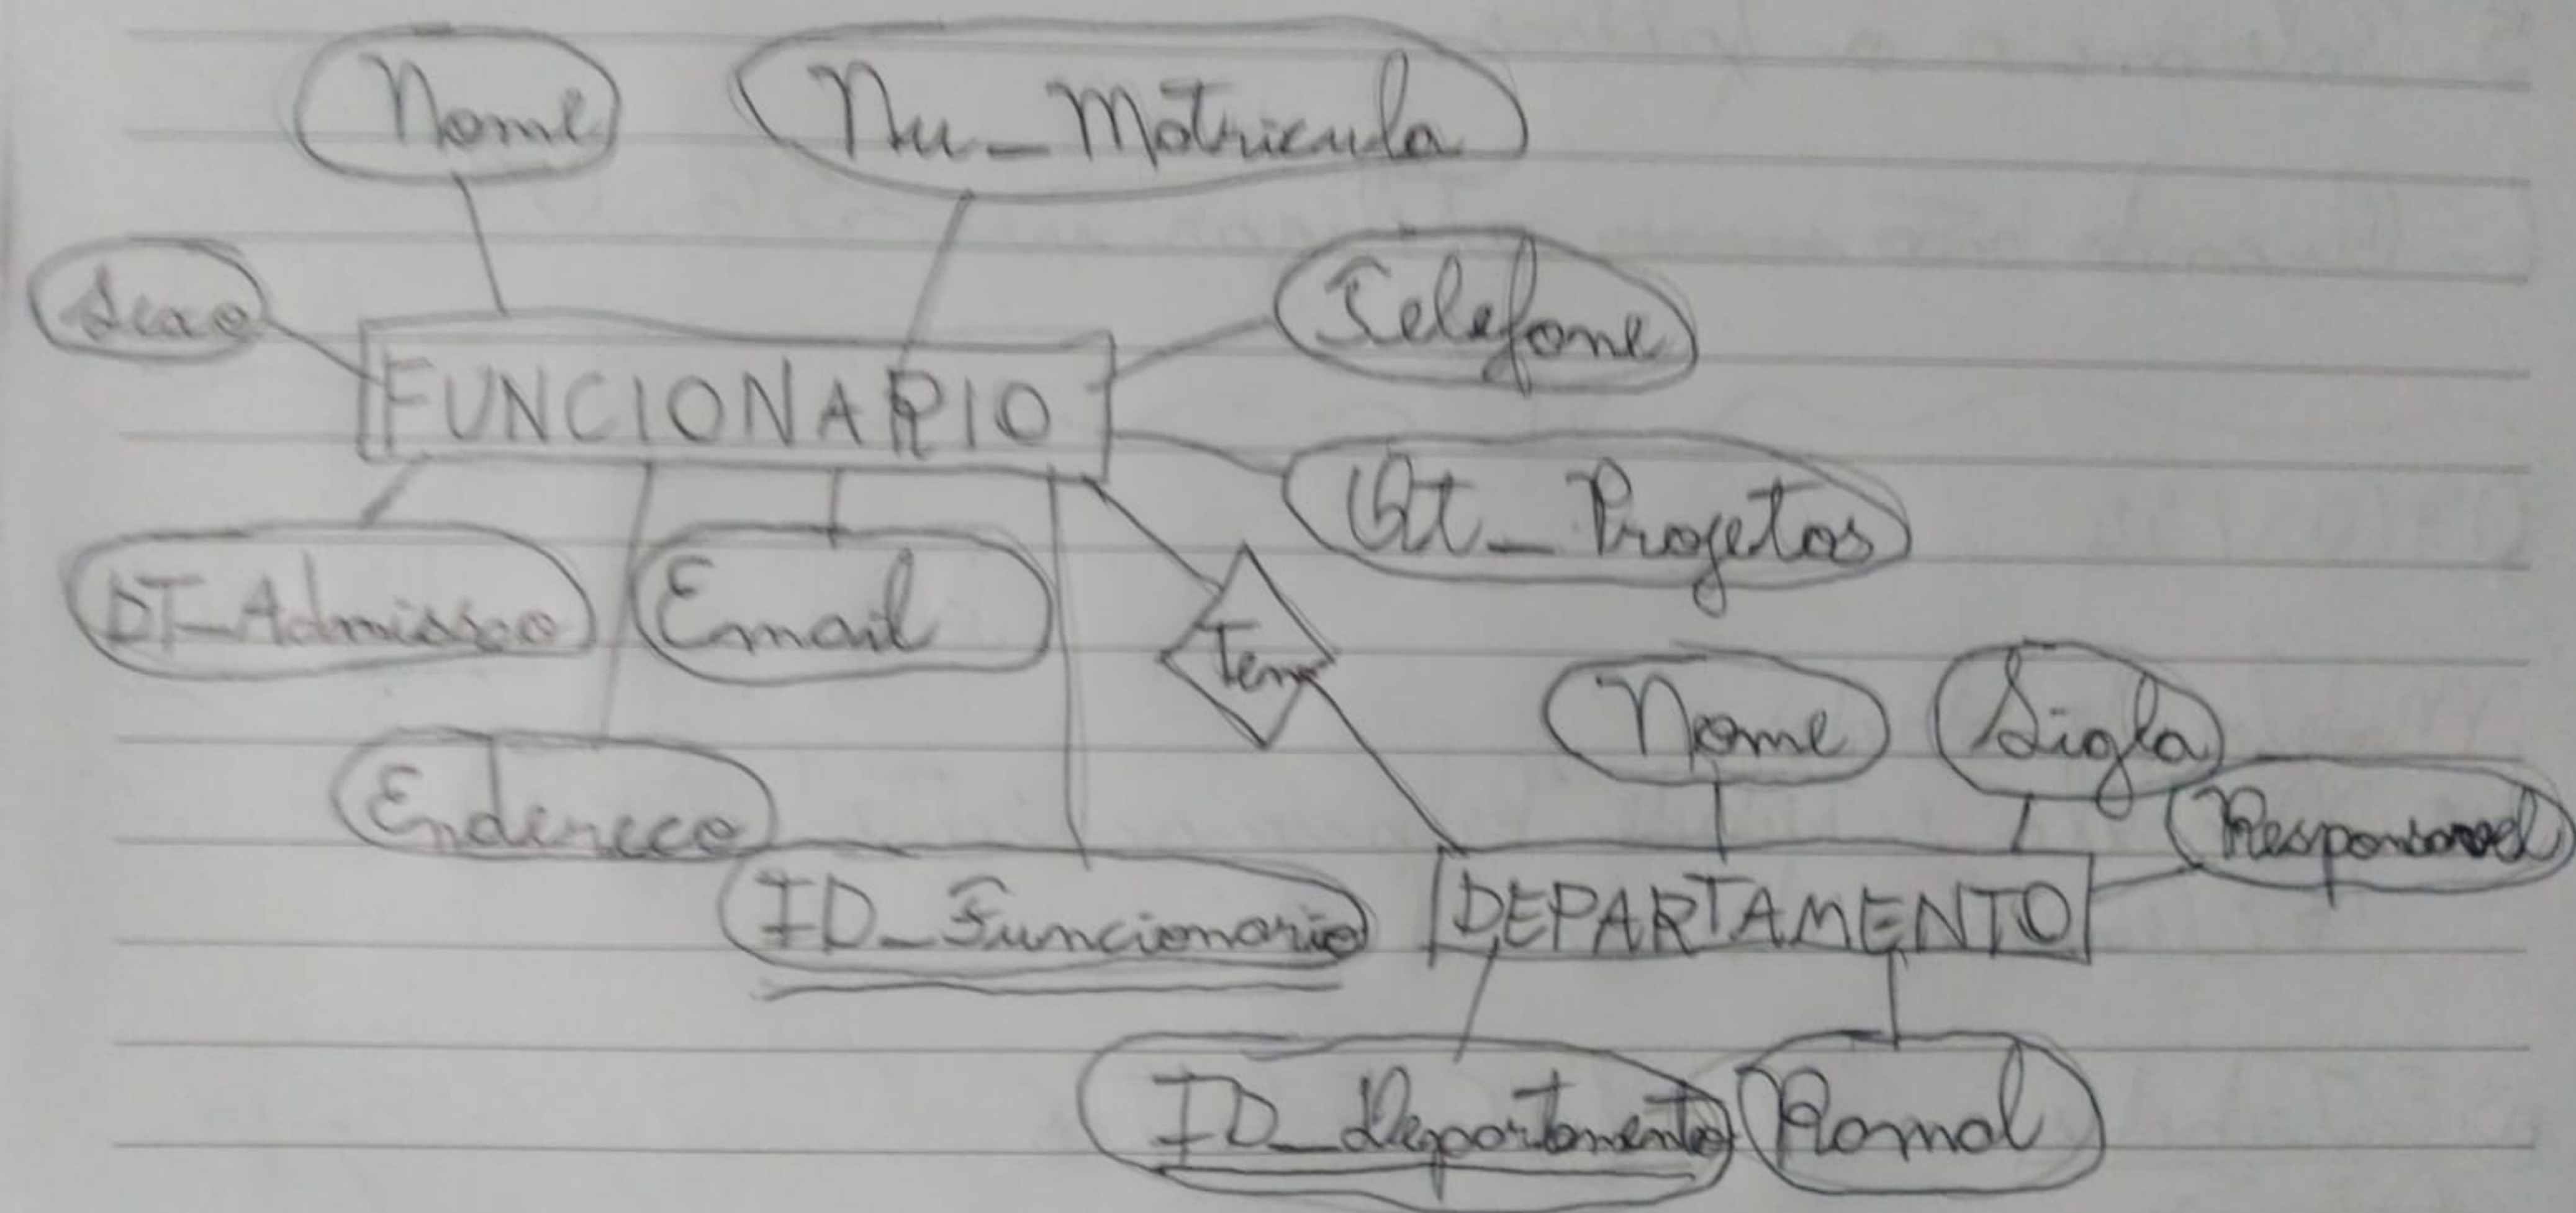 Nome
Nu_Matricula
Sexo
Telefone
FUNCIONARIO
Qt_Projetos
DT_Admissao
Email
Tem
Nome
Sigla
Endereco
Responsavel
ID_Funcionario
DEPARTAMENTO
ID_Departamento
Ramal